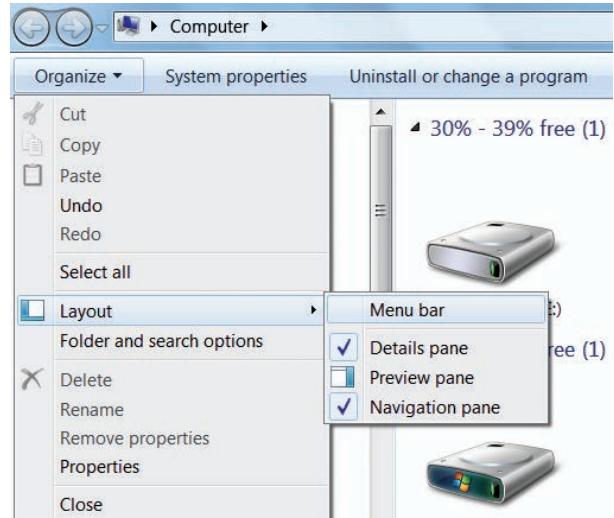 Computer
Organize System properties Uninstall or change a program
Cut
Copy
Paste
Undo
Redo
Select all
Layout
Folder and search options
Delete
Rename
Remove properties
Properties
Close
30% - 39% free (1)
Menu bar
:)
Details pane
ree (1)
Preview pane
Navigation pane